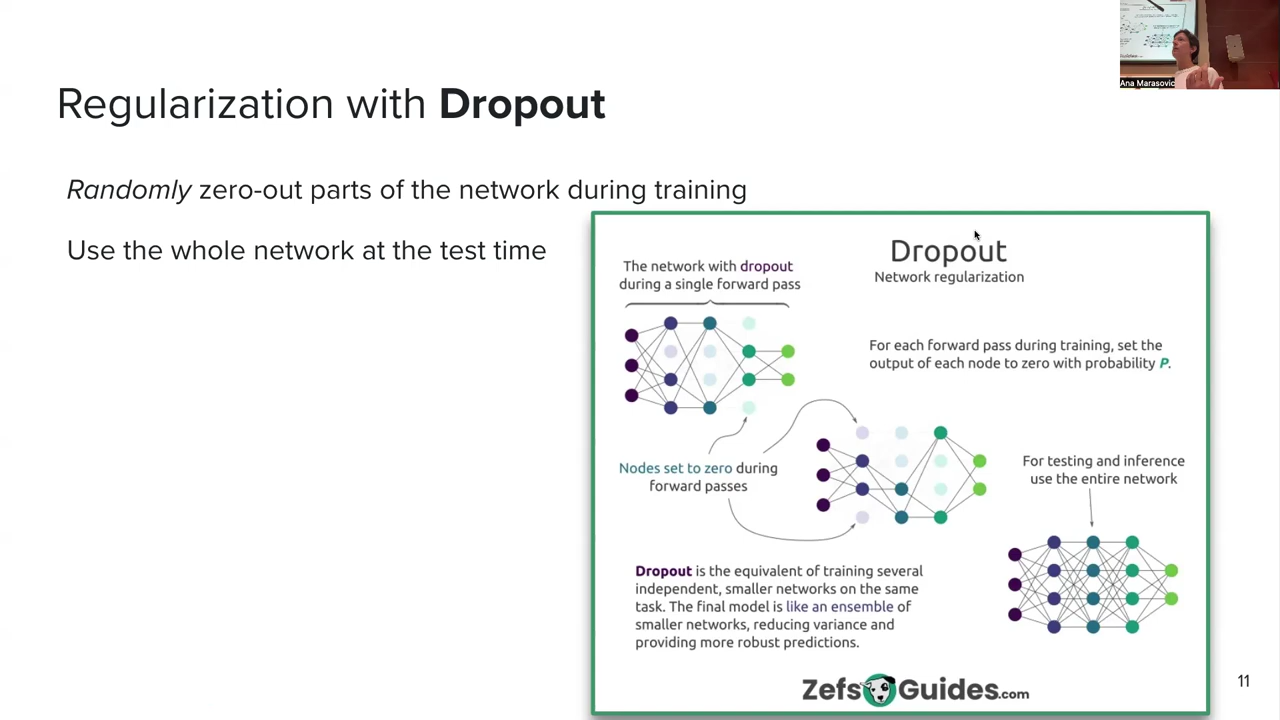 Ana Marasovic
Regularization with Dropout
Randomly zero-out parts of the network during training
Use the whole network at the test time
Dropout
Network regularization
The network with dropout
during a single forward pass
For each forward pass during training, set the
output of each node to zero with probability P.
Nodes set to zero during
forward passes
For testing and inference
use the entire network
Dropout is the equivalent of training several
independent, smaller networks on the same
task. The final model is like an ensemble of
smaller networks, reducing variance and
providing more robust predictions.
ZefsGuides.com
11